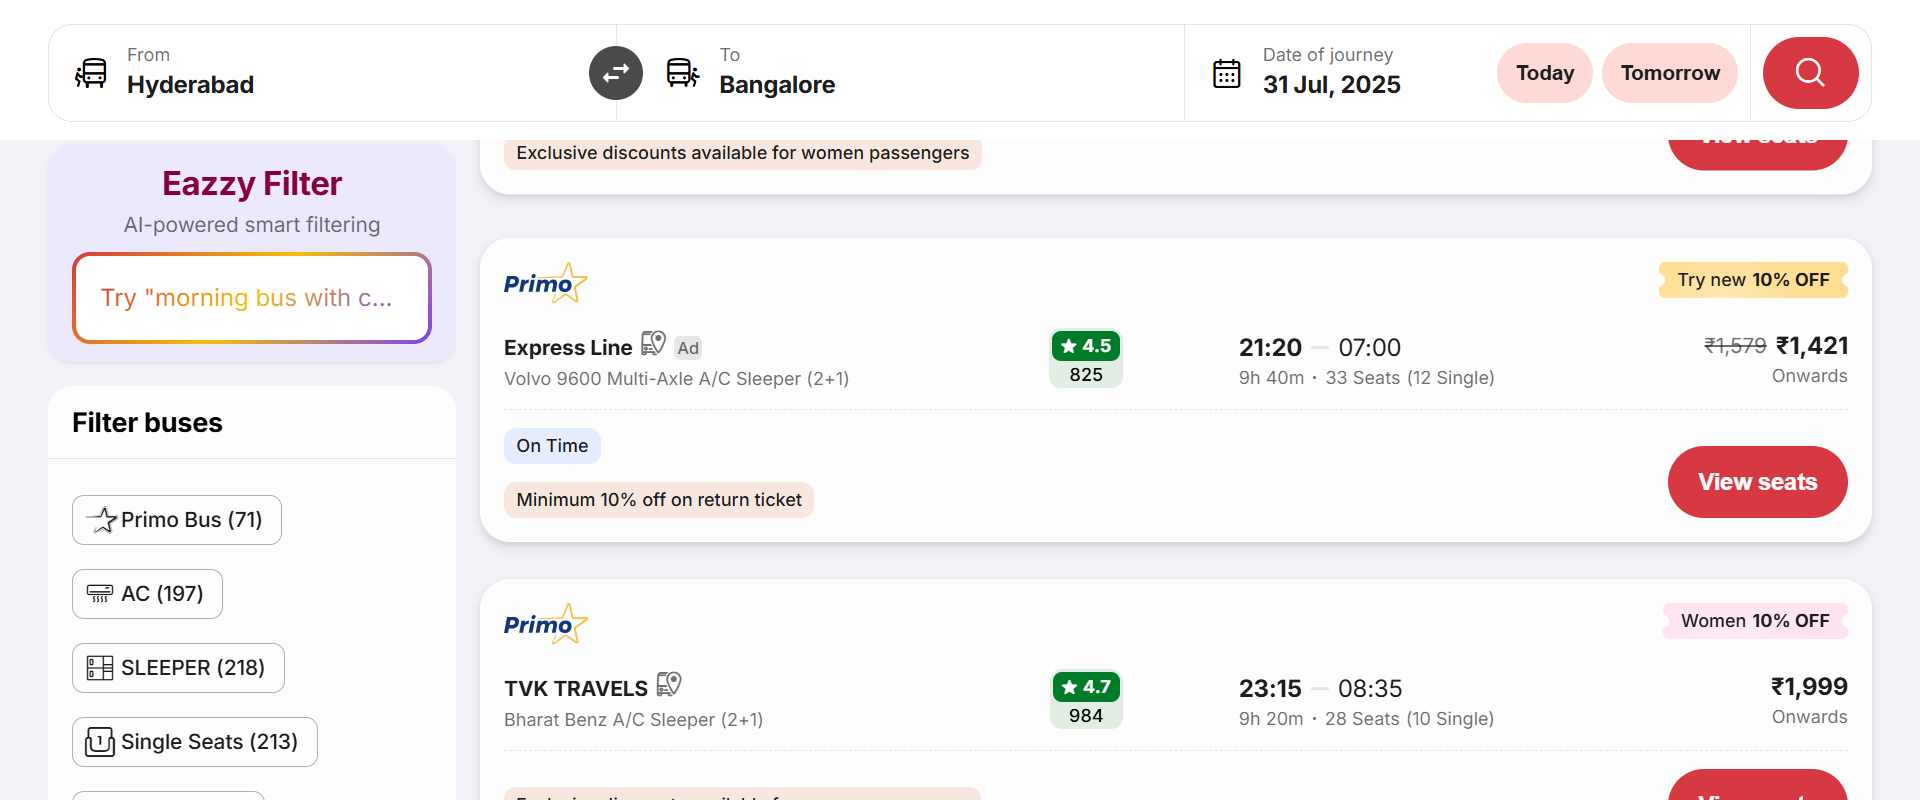 From
Hyderabad
To
Bangalore
Date of journey
31 Jul, 2025
Today
Tomorrow
Eazzy Filter
AI-powered smart filtering
Try "morning bus with c...
Filter buses
Primo Bus (71)
AC (197)
SLEEPER (218)
1
Single Seats (213)
Exclusive discounts available for women passengers
View seats
Primo
Try new 10% OFF
Express Line Ad
4.5
21:20 — 07:00
₹1,579 ₹1,421
Volvo 9600 Multi-Axle A/C Sleeper (2+1)
825
9h 40m · 33 Seats (12 Single)
Onwards
On Time
Minimum 10% off on return ticket
View seats
Primo
Women 10% OFF
TVK TRAVELS
4.7
23:15 — 08:35
₹1,999
Bharat Benz A/C Sleeper (2+1)
984
9h 20m · 28 Seats (10 Single)
Onwards